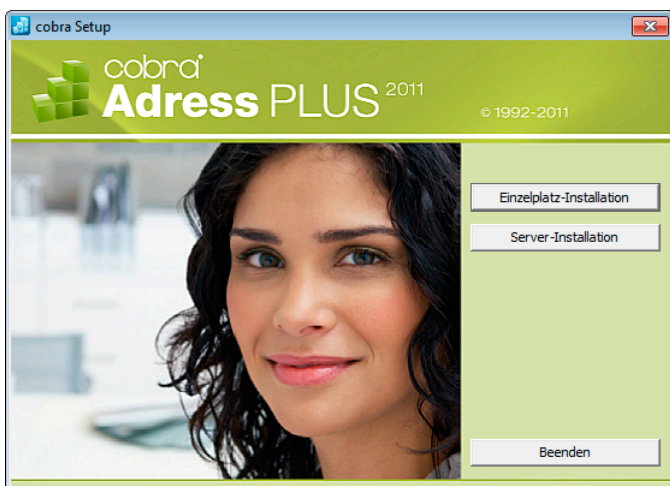 cobra Setup
cobra
Adress PLUS 2011
© 1992-2011
Einzelplatz-Installation
Server-Installation
Beenden